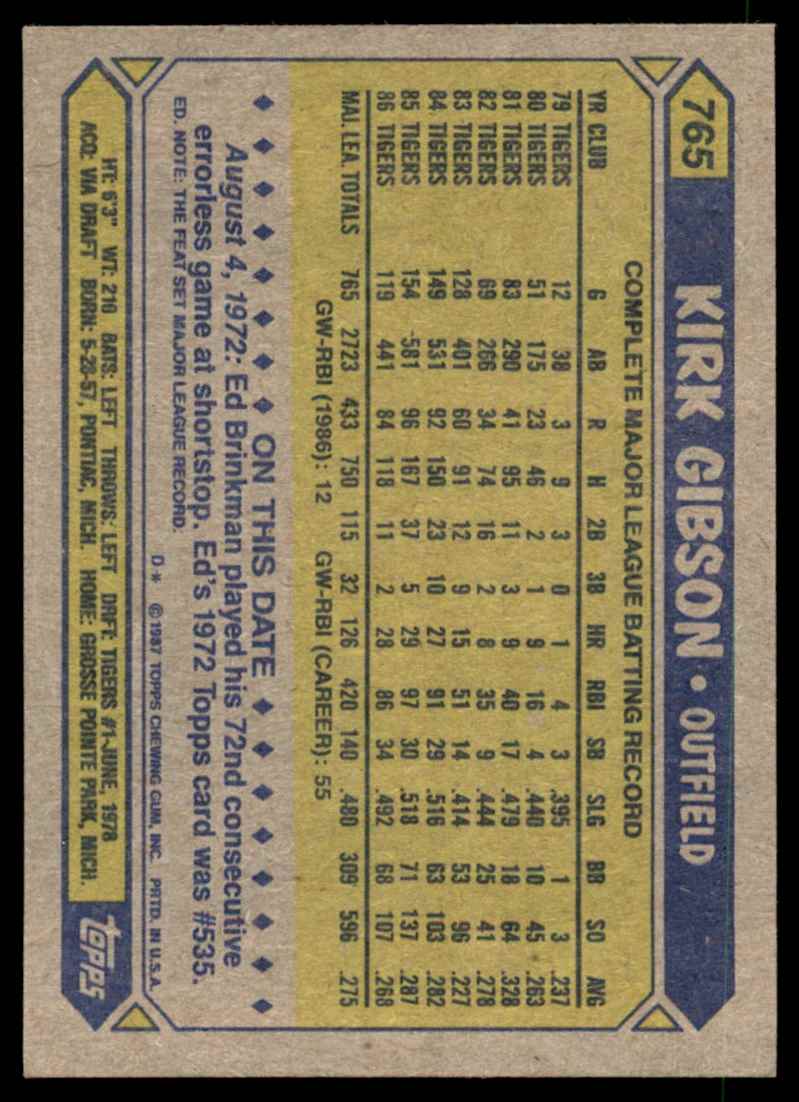 765 KIRK GIBSON • OUTFIELD
COMPLETE MAJOR LEAGUE BATTING RECORD
YR CLUB G AB R H 2B 3B HR RBI SB SLG BB SO AVG
79 TIGERS 12 38 3 9 3 0 1 4 3 .395 1 3 .237
80 TIGERS 51 175 23 46 2 1 9 16 4 .440 10 45 .263
81 TIGERS 83 290 41 95 11 3 9 40 17 .479 18 64 .328
82 TIGERS 69 266 34 74 16 2 8 35 9 .444 25 41 .278
83 TIGERS 128 401 60 91 12 9 15 51 14 .414 53 96 .227
84 TIGERS 149 531 92 150 23 10 27 91 29 .516 63 103 .282
85 TIGERS 154 581 96 167 37 5 29 97 30 .518 71 137 .287
86 TIGERS 119 441 84 118 11 2 28 86 34 .492 68 107 .268
MAJ. LEA. TOTALS 765 2723 433 750 115 32 126 420 140 .480 309 596 .275
GW-RBI (1986): 12 GW-RBI (CAREER): 55
◆ ◆ ◆ ◆ ◆ ◆ ON THIS DATE ◆ ◆ ◆ ◆ ◆ ◆
August 4, 1972: Ed Brinkman played his 72nd consecutive
errorless game at shortstop. Ed's 1972 Topps card was #535.
ED. NOTE: THE FEAT SET MAJOR LEAGUE RECORD.
D* ©1987 TOPPS CHEWING GUM, INC. PRTD. IN U.S.A.
HT: 6'3" WT: 210 BATS: LEFT THROWS: LEFT DRFT: TIGERS #1-JUNE, 1978
ACQ: VIA DRAFT BORN: 5-28-57, PONTIAC, MICH. HOME: GROSSE POINTE PARK, MICH.
topps